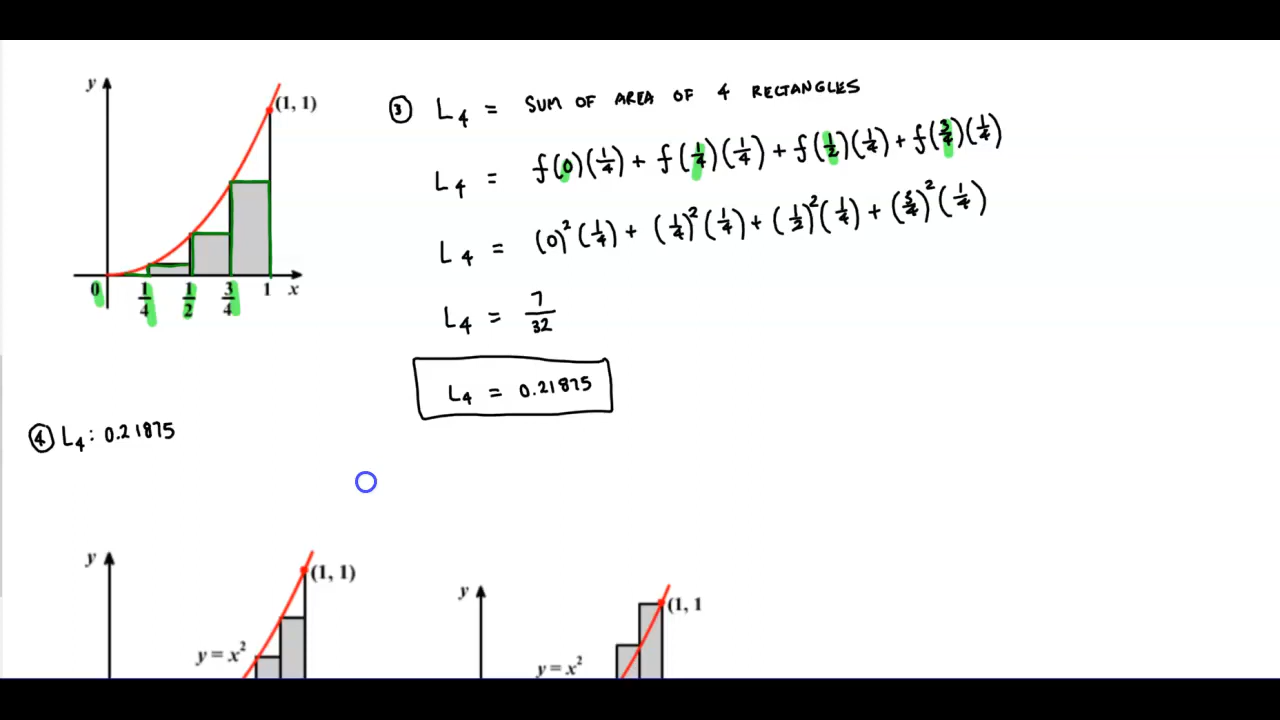 y
(1, 1)
0 1/4 1/2 3/4 1 x
③ L₄ = SUM OF AREA OF 4 RECTANGLES
L₄ = f(0)(1/4) + f(1/4)(1/4) + f(1/2)(1/4) + f(3/4)(1/4)
L₄ = (0)²(1/4) + (1/4)²(1/4) + (1/2)²(1/4) + (3/4)²(1/4)
L₄ = 7/32
L₄ = 0.21875
④ L₄: 0.21875
y
(1, 1)
y = x²
y
(1, 1
y = x²